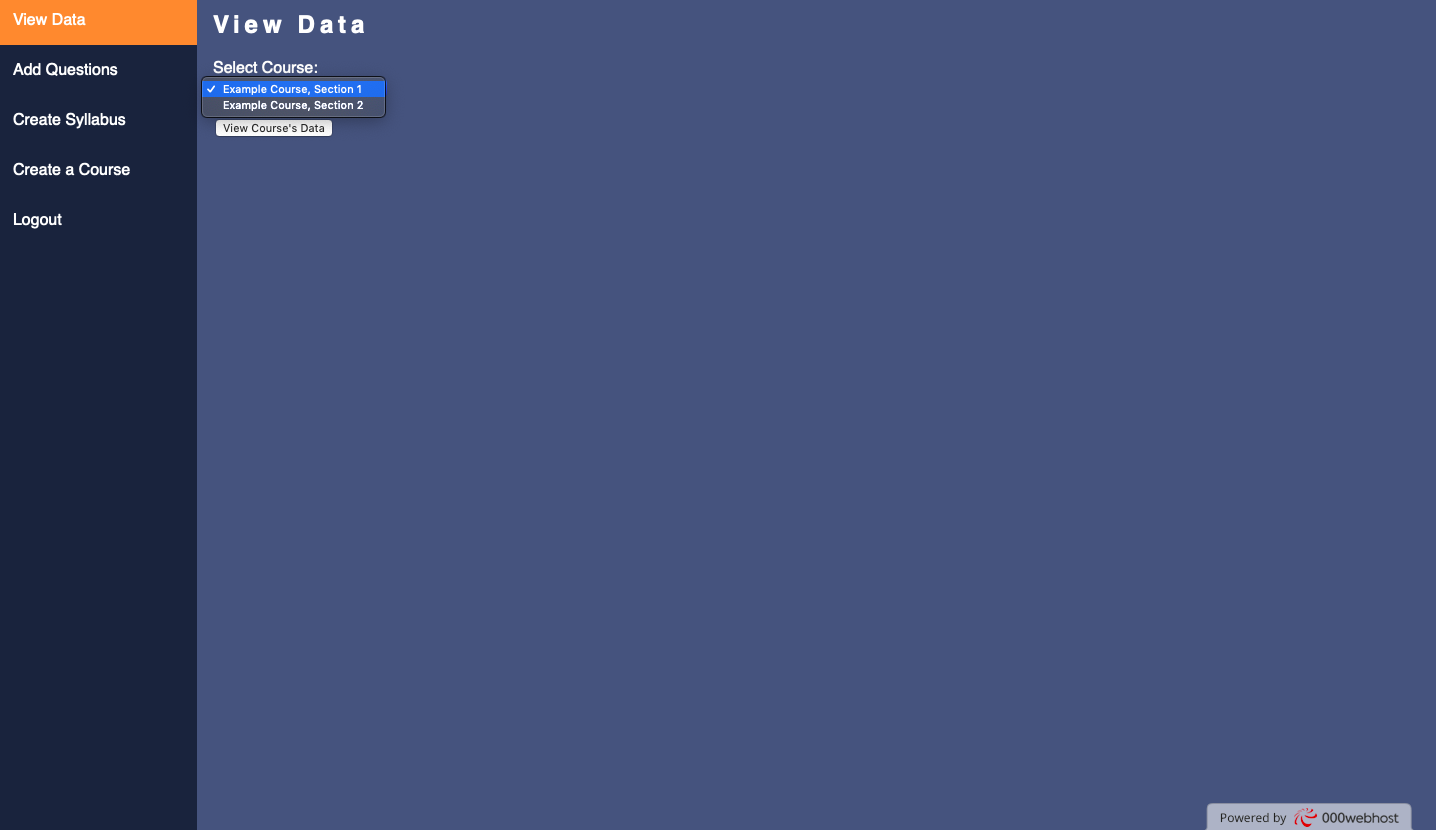 View Data
Add Questions
Create Syllabus
Create a Course
Logout
View Data
Select Course:
Example Course, Section 1
Example Course, Section 2
View Course's Data
Powered by 000webhost